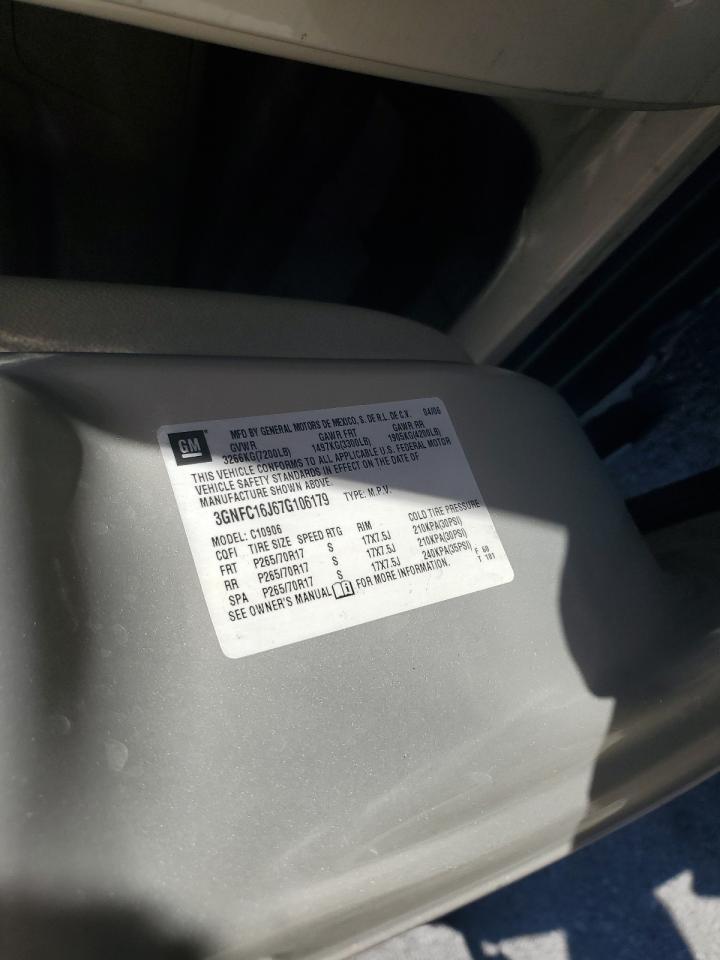 GM
MFD BY GENERAL MOTORS DE MEXICO, S. DE R.L. DE C.V. 04/06
GVWR GAWR FRT GAWR RR
3266KG(7200LB) 1497KG(3300LB) 1905KG(4200LB)
THIS VEHICLE CONFORMS TO ALL APPLICABLE U.S. FEDERAL MOTOR
VEHICLE SAFETY STANDARDS IN EFFECT ON THE DATE OF
MANUFACTURE SHOWN ABOVE.
3GNFC16J67G106179 TYPE: M.P.V.
MODEL: C10906
CQFI TIRE SIZE SPEED RTG RIM COLD TIRE PRESSURE
FRT P265/70R17 S 17X7.5J 210KPA(30PSI)
RR P265/70R17 S 17X7.5J 210KPA(30PSI)
SPA P265/70R17 S 17X7.5J 240KPA(35PSI)
SEE OWNER'S MANUAL FOR MORE INFORMATION.
F 60
T 101